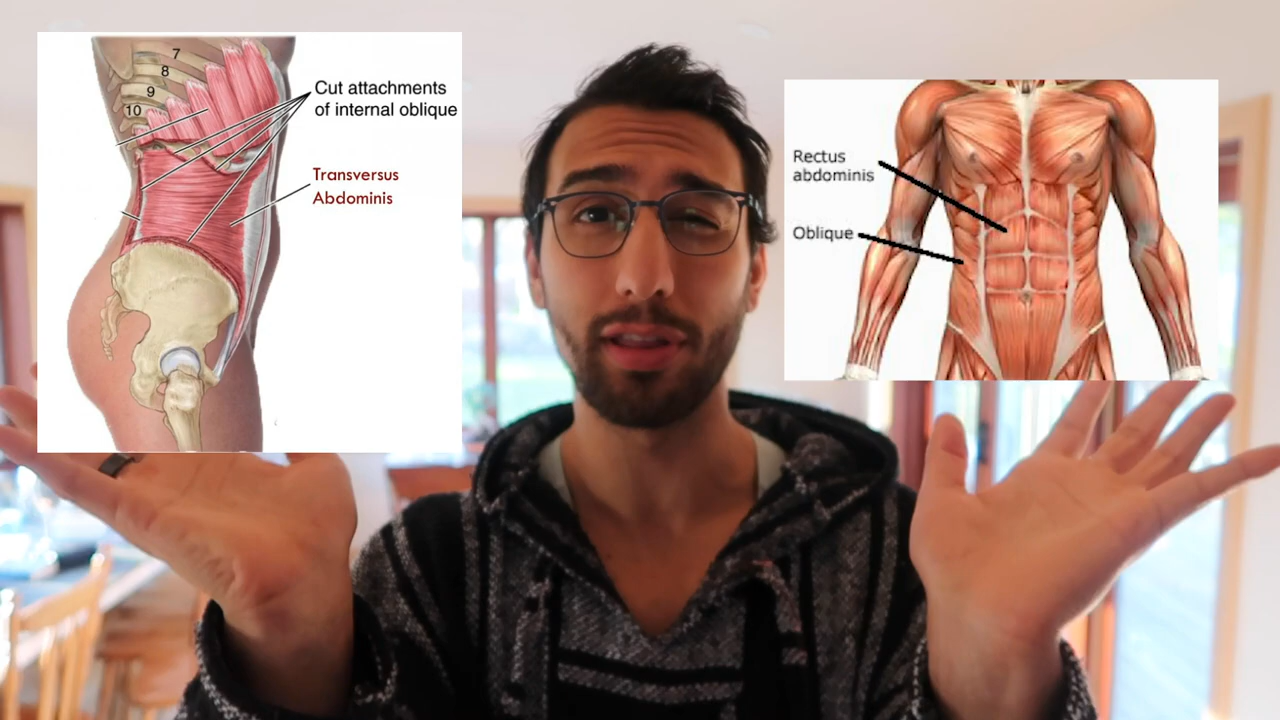 7
8
9
10
Cut attachments
of internal oblique
Transversus
Abdominis
Rectus
abdominis
Oblique